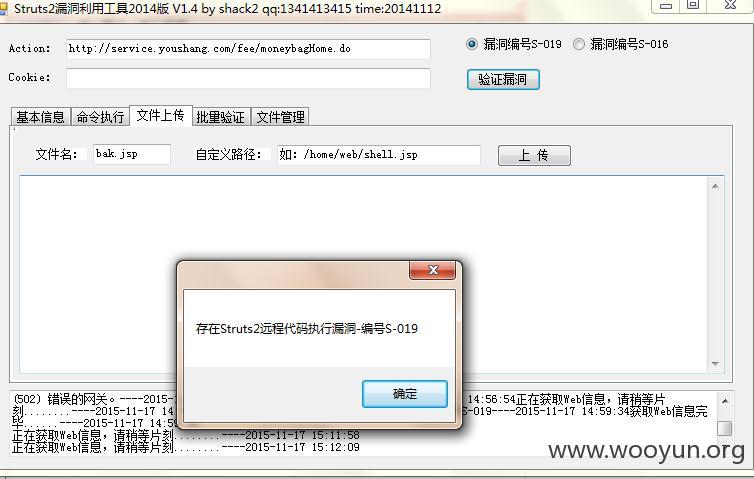 Struts2漏洞利用工具2014版 V1.4 by shack2 qq:1341413415 time:20141112
Action: http://service.youshang.com/fee/moneybagHome.do 漏洞编号S-019 漏洞编号S-016
Cookie: 验证漏洞
基本信息 命令执行 文件上传 批量验证 文件管理
文件名: bak.jsp 自定义路径: 如: /home/web/shell.jsp 上 传
存在Struts2远程代码执行漏洞-编号S-019
确定
(502) 错误的网关。----2015- 14:56:54正在获取Web信息，请稍等片
刻........----2015-11-17 14 S-019----2015-11-17 14:59:34获取Web信息完
毕......----2015-11-17 14:59
正在获取Web信息，请稍等片刻........----2015-11-17 15:11:58
正在获取Web信息，请稍等片刻........----2015-11-17 15:12:09
www.wooyun.org